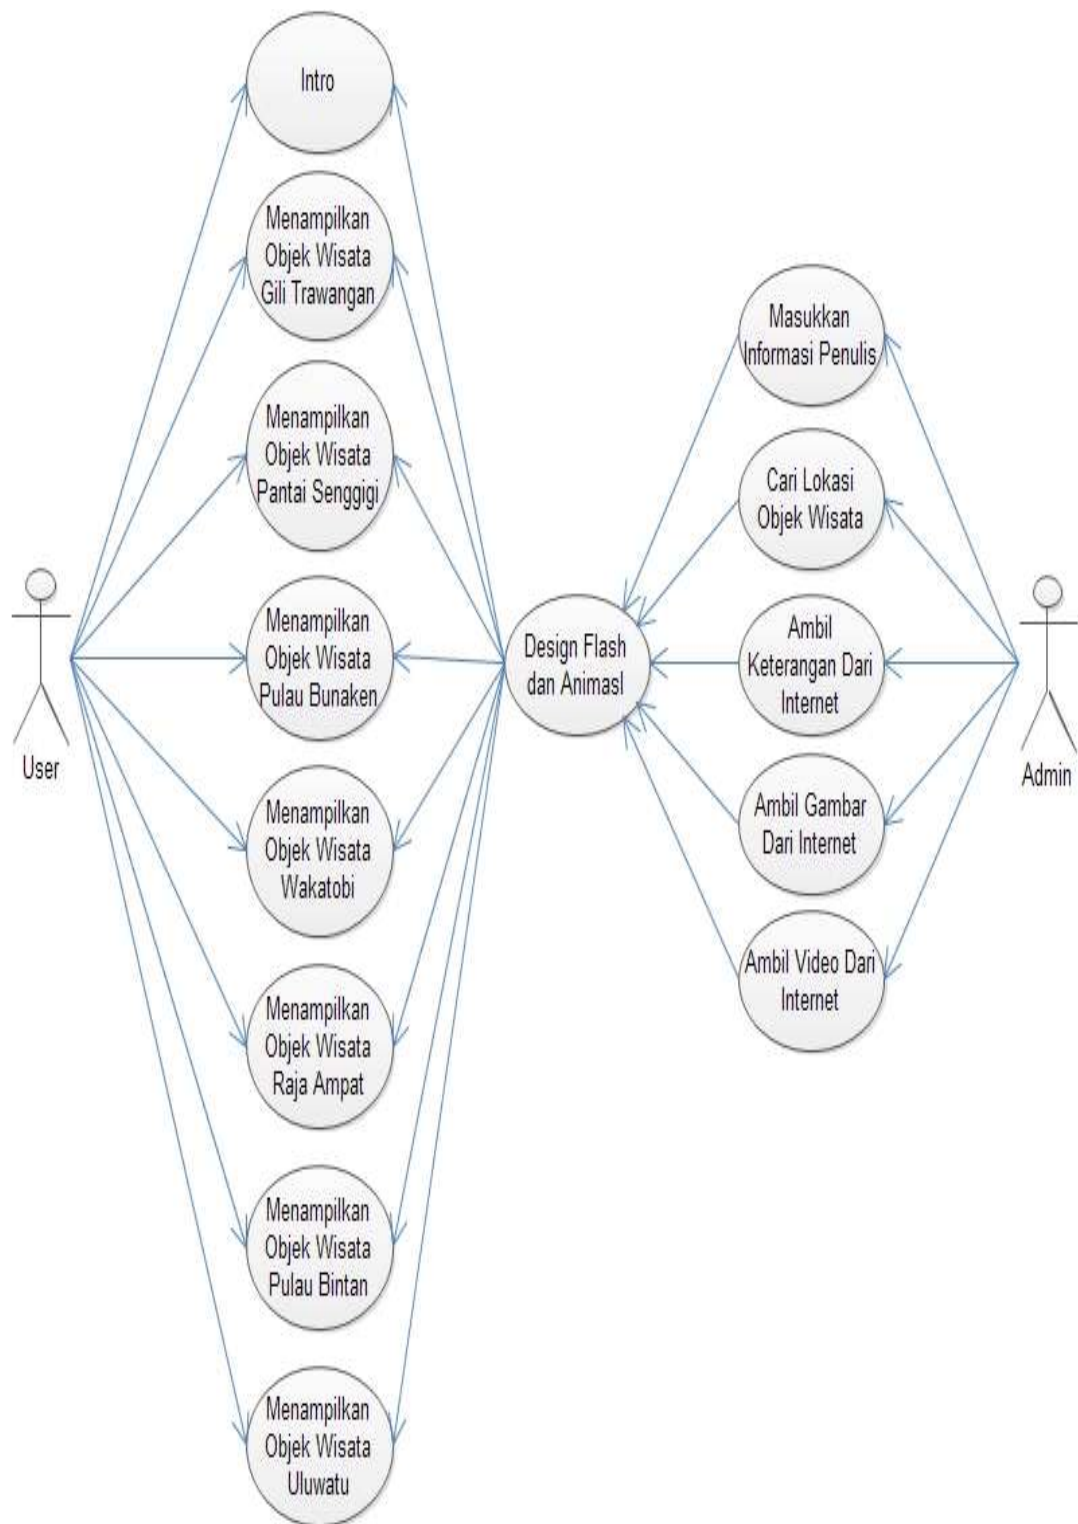 Intro
Menampilkan
Objek Wisata
Gili Trawangan
Menampilkan
Objek Wisata
Pantai Senggigi
Menampilkan
Objek Wisata
Pulau Bunaken
Menampilkan
Objek Wisata
Wakatobi
Menampilkan
Objek Wisata
Raja Ampat
Menampilkan
Objek Wisata
Pulau Bintan
Menampilkan
Objek Wisata
Uluwatu
User
Design Flash
dan AnimasI
Masukkan
Informasi Penulis
Cari Lokasi
Objek Wisata
Ambil
Keterangan Dari
Internet
Ambil Gambar
Dari Internet
Ambil Video Dari
Internet
Admin